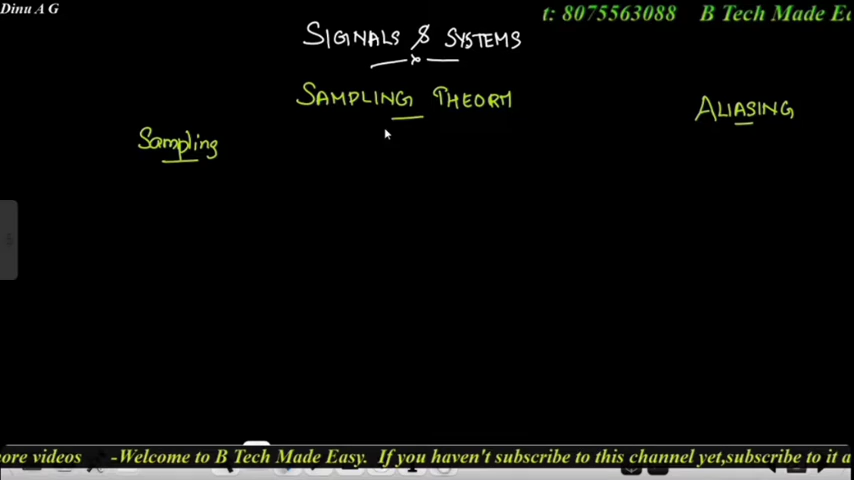 Dinu A G
t: 8075563088 B Tech Made Ea
SIGNALS & SYSTEMS
SAMPLING THEORM
ALIASING
Sampling
ore videos -Welcome to B Tech Made Easy. If you haven't subscribe to this channel yet,subscribe to it a